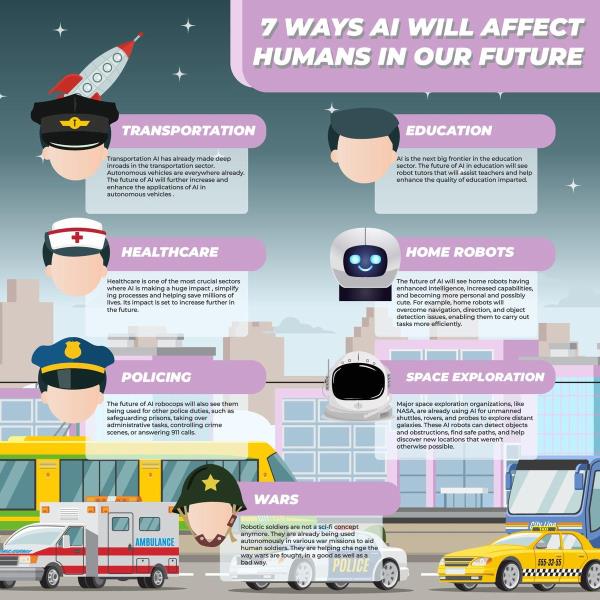 7 WAYS AI WILL AFFECT
HUMANS IN OUR FUTURE
TRANSPORTATION
Transportation AI has already made deep
inroads in the transportation sector.
Autonomous vehicles are everywhere already.
The future of AI will further increase and
enhance the applications of AI in
autonomous vehicles .
EDUCATION
AI is the next big frontier in the education
sector. The future of AI in education will see
robot tutors that will assist teachers and help
enhance the quality of education imparted.
HEALTHCARE
Healthcare is one of the most crucial sectors
where AI is making a huge impact , simplify
ing processes and helping save millions of
lives. Its impact is set to increase further in
the future.
HOME ROBOTS
The future of AI will see home robots having
enhanced intelligence, increased capabilities,
and becoming more personal and possibly
cute. For example, home robots will
overcome navigation, direction, and object
detection issues, enabling them to carry out
tasks more efficiently.
POLICING
The future of AI robocops will also see them
being used for other police duties, such as
safeguarding prisons, taking over
administrative tasks, controlling crime
scenes, or answering 911 calls.
SPACE EXPLORATION
Major space exploration organizations, like
NASA, are already using AI for unmanned
shuttles, rovers, and probes to explore distant
galaxies. These AI robots can detect objects
and obstructions, find safe paths, and help
discover new locations that weren't
otherwise possible.
WARS
Robotic soldiers are not a sci-fi concept
anymore. They are already being used
autonomously in various war missions to aid
human soldiers. They are helping cha nge the
way wars are fought, in a good as well as a
bad way.
AMBULANCE
POLICE
City Line
TAXI
555-33-55